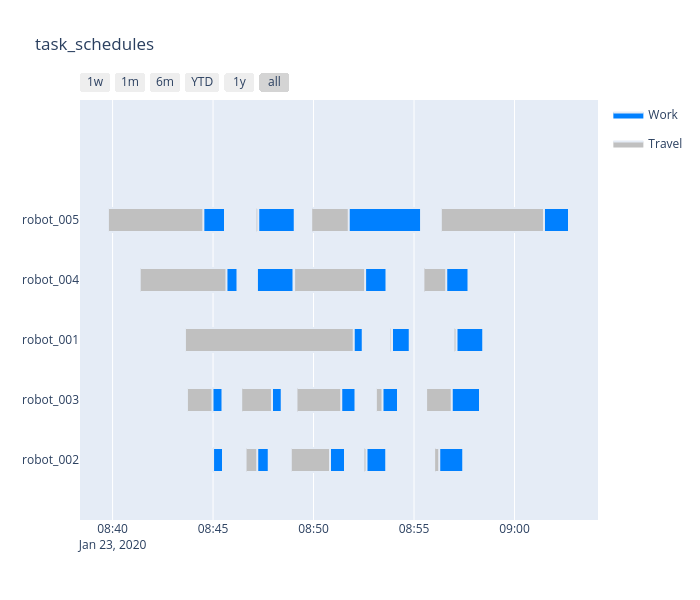 task_schedules
1w 1m 6m YTD 1y all
Work
Travel
robot_005
robot_004
robot_001
robot_003
robot_002
08:40 08:45 08:50 08:55 09:00
Jan 23, 2020